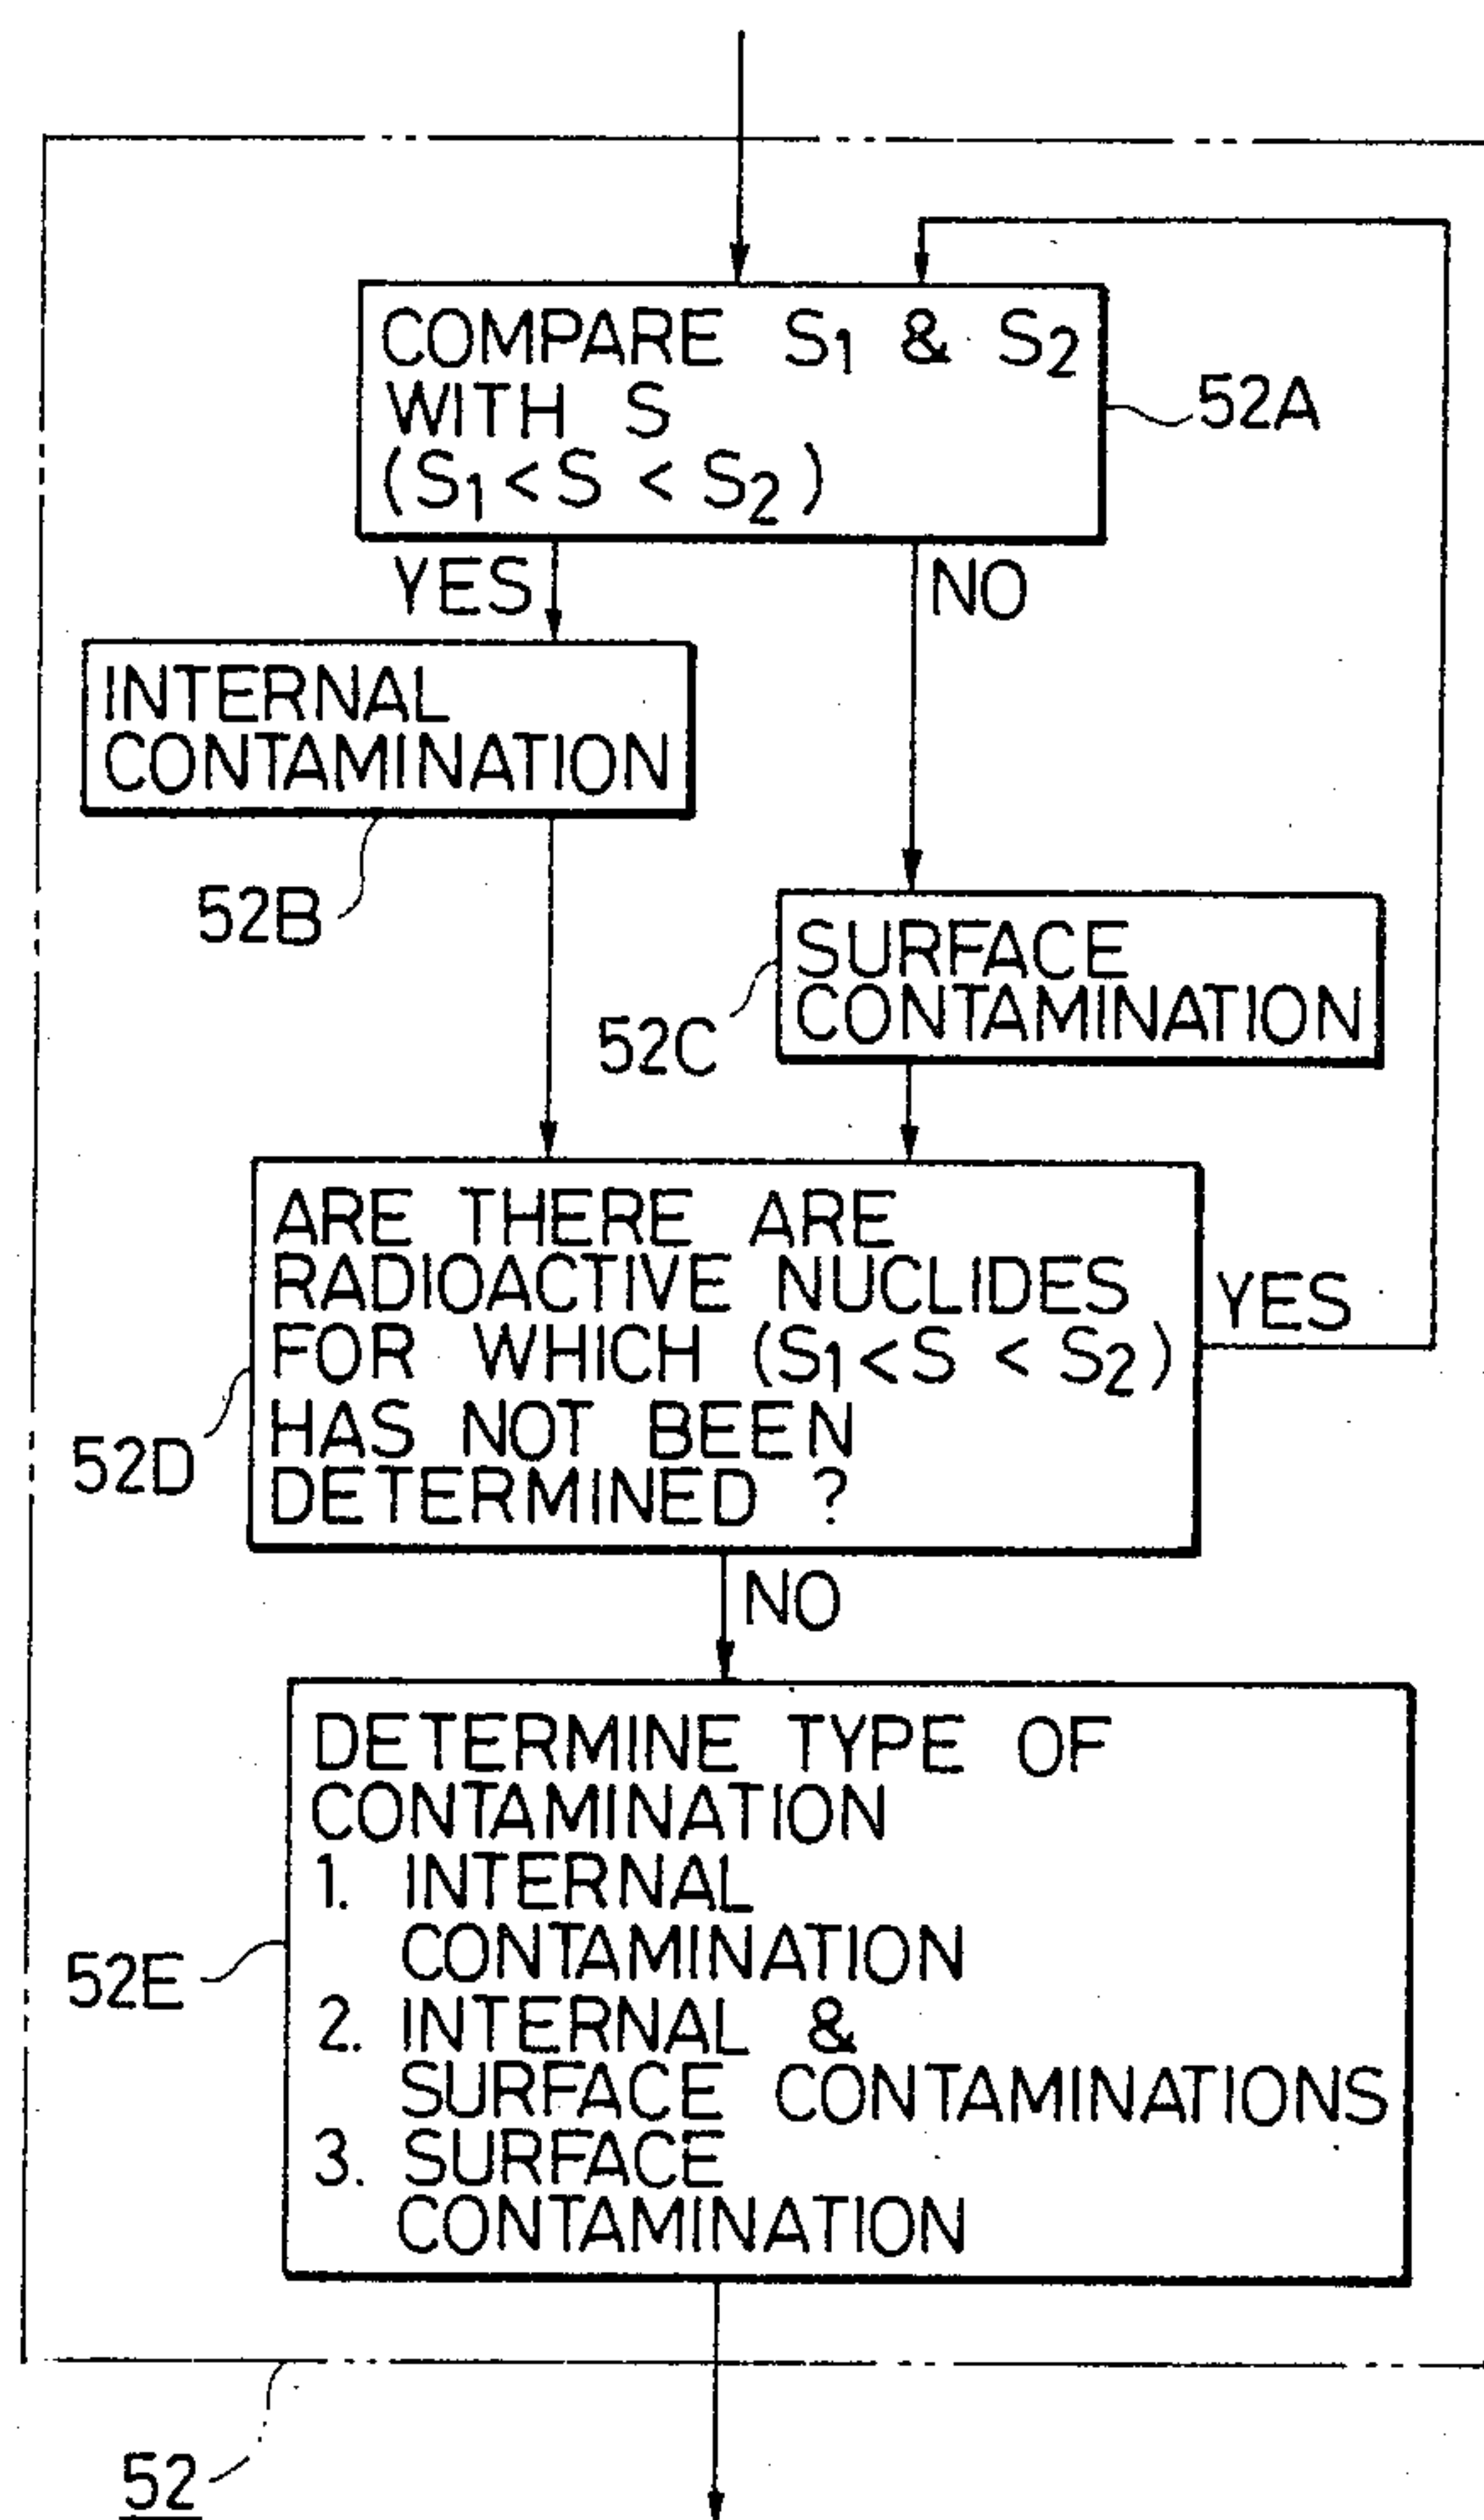 COMPARE S1 & S2
WITH S
(S1 < S < S2)
52A
YES
NO
INTERNAL
CONTAMINATION
52B
SURFACE
CONTAMINATION
52C
ARE THERE ARE
RADIOACTIVE NUCLIDES
FOR WHICH (S1 < S < S2)
HAS NOT BEEN
DETERMINED ?
YES
52D
NO
DETERMINE TYPE OF
CONTAMINATION
1. INTERNAL
CONTAMINATION
2. INTERNAL &
SURFACE CONTAMINATIONS
3. SURFACE
CONTAMINATION
52E
52